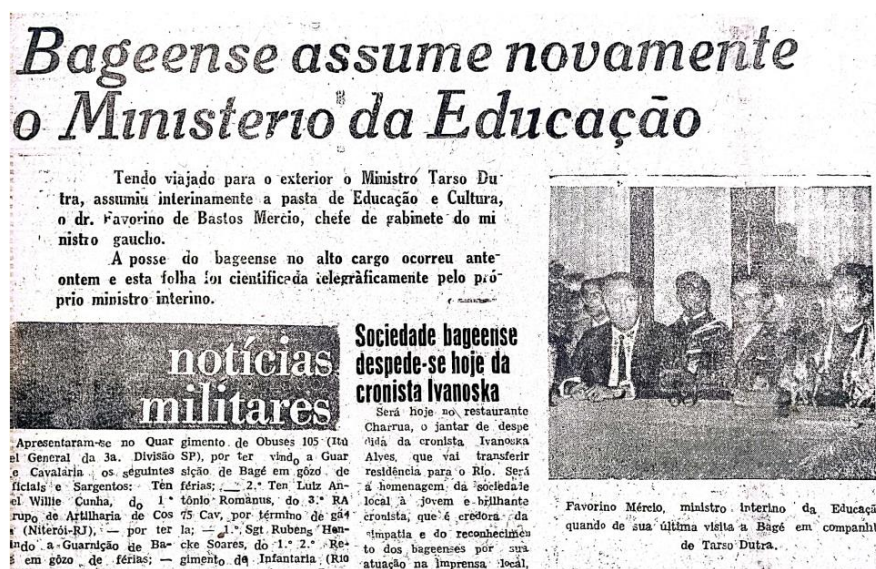 Bageense assume novamente
o Ministerio da Educação
Tendo viajado para o exterior o Ministro Tarso Du-
tra, assumiu interinamente a pasta de Educação e Cultura,
o dr. Favorino de Bastos Mercio, chefe de gabinete do mi
nistro gaucho.
A posse do bageense no alto cargo ocorreu ante-
ontem e esta folha foi cientificada telegràficamente pelo pró-
prio ministro interino.
notícias
militares
Apresentaram-se no Quar
el General da 3a. Divisão
e Cavalaria os seguintes
ficiais e Sargentos: Ten
el Willie Cunha, do 1º
rupo de Artilharia de Cos
a (Niterói-RJ), — por ter
indo a Guarnição de Ba-
é em gôzo de férias; —
gimento de Obuses 105 (Itú
SP), por ter vindo a Guar
sição de Bagé em gôzo de
férias; — 2.º Ten Luiz An-
tônio Romanus, do 3.º RA
75 Cav, por término de gá
la; — 1.º Sgt Rubens Hen-
cke Soares, do 1.º 2.º Re-
gimento de Infantaria (Rio
Sociedade bageense
despede-se hoje da
cronista Ivanoska
Será hoje no restaurante
Charrua, o jantar de despe
dida da cronista Ivanoska
Alves, que vai transferir
residência para o Rio. Será
a homenagem da sociedade
local à jovem e brilhante
cronista, que é credora da
simpatia e do reconhecimen
to dos bageenses por sua
atuação na imprensa local,
Favorino Mércio, ministro interino da Educaçã
quando de sua última visita a Bagé em companhi
de Tarso Dutra.